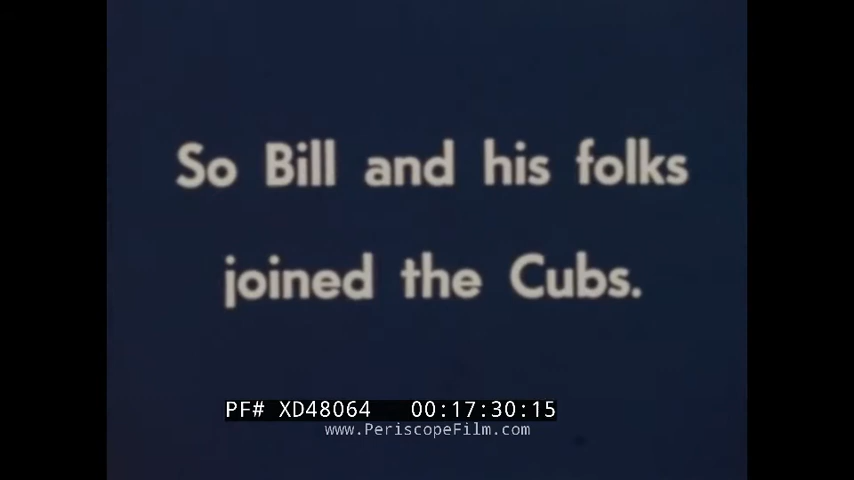 So Bill and his folks
joined the Cubs.
PF# XD48064 00:17:30:15
www.PeriscopeFilm.com